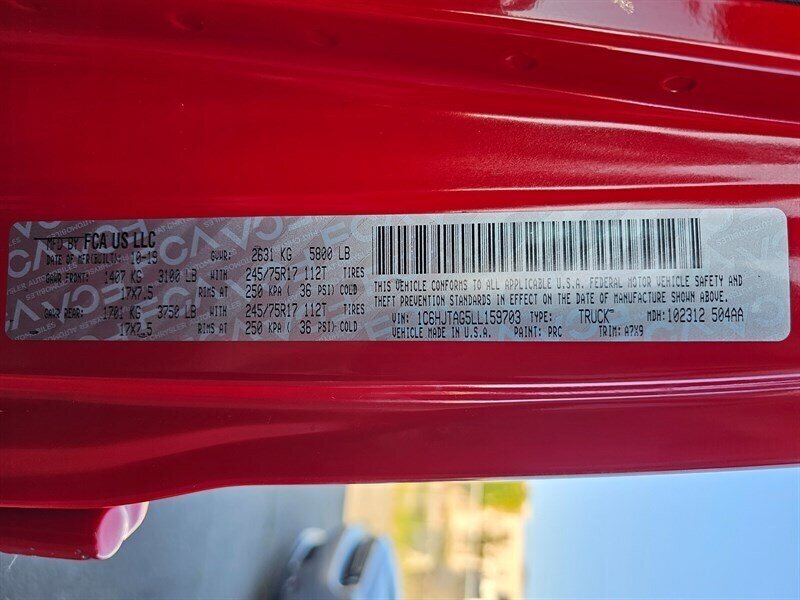 MFD BY FCA US LLC
DATE OF MFR(BUILT): 10-19 GVWR: 2631 KG 5800 LB
GAWR FRONT: 1407 KG 3100 LB WITH 245/75R17 112T TIRES
17X7.5 RIMS AT 250 KPA ( 36 PSI) COLD
GAWR REAR: 1701 KG 3750 LB WITH 245/75R17 112T TIRES
17X7.5 RIMS AT 250 KPA ( 36 PSI) COLD
THIS VEHICLE CONFORMS TO ALL APPLICABLE U.S.A. FEDERAL MOTOR VEHICLE SAFETY AND
THEFT PREVENTION STANDARDS IN EFFECT ON THE DATE OF MANUFACTURE SHOWN ABOVE.
VIN: 1C6HJTAG5LL159703 TYPE: TRUCK MDH: 102312 504AA
VEHICLE MADE IN U.S.A. PAINT: PRC TRIM: A7X9